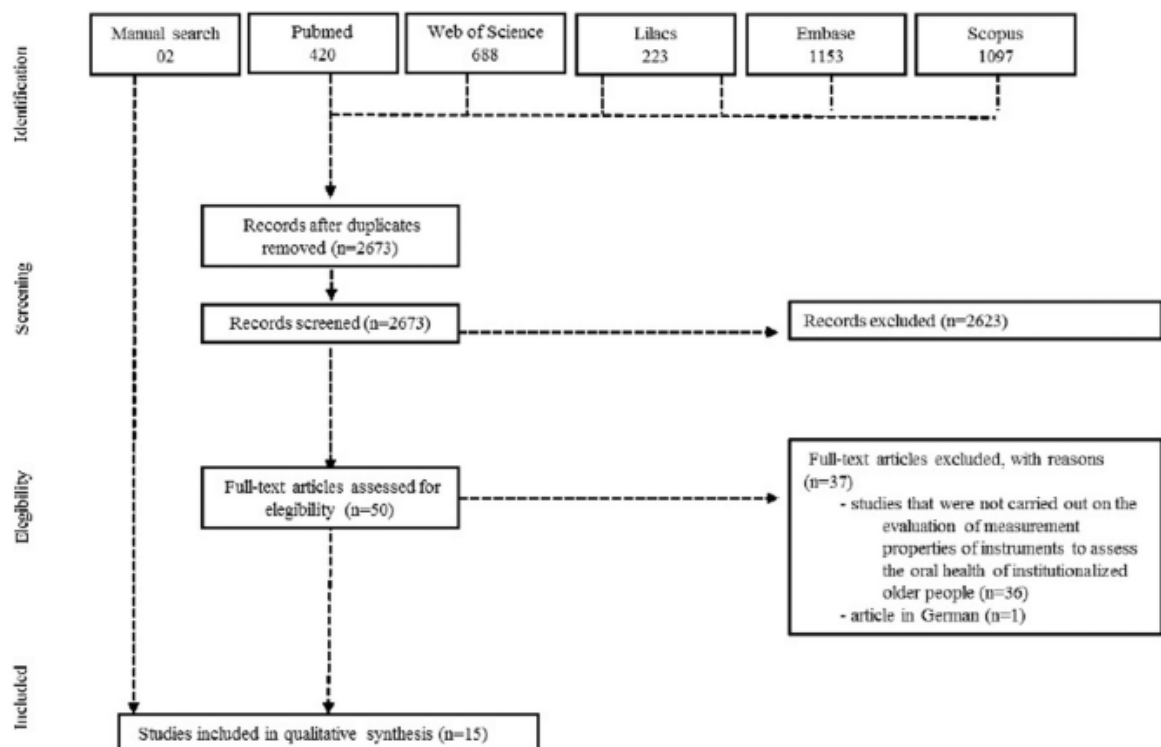 Identification
Manual search
02
Pubmed
420
Web of Science
688
Lilacs
223
Embase
1153
Scopus
1097
Screening
Records after duplicates
removed (n=2673)
Records screened (n=2673)
Records excluded (n=2623)
Elegibility
Full-text articles assessed for
elegibility (n=50)
Full-text articles excluded, with reasons
(n=37)
- studies that were not carried out on the
evaluation of measurement
properties of instruments to assess
the oral health of institutionalized
older people (n=36)
- article in German (n=1)
Included
Studies included in qualitative synthesis (n=15)